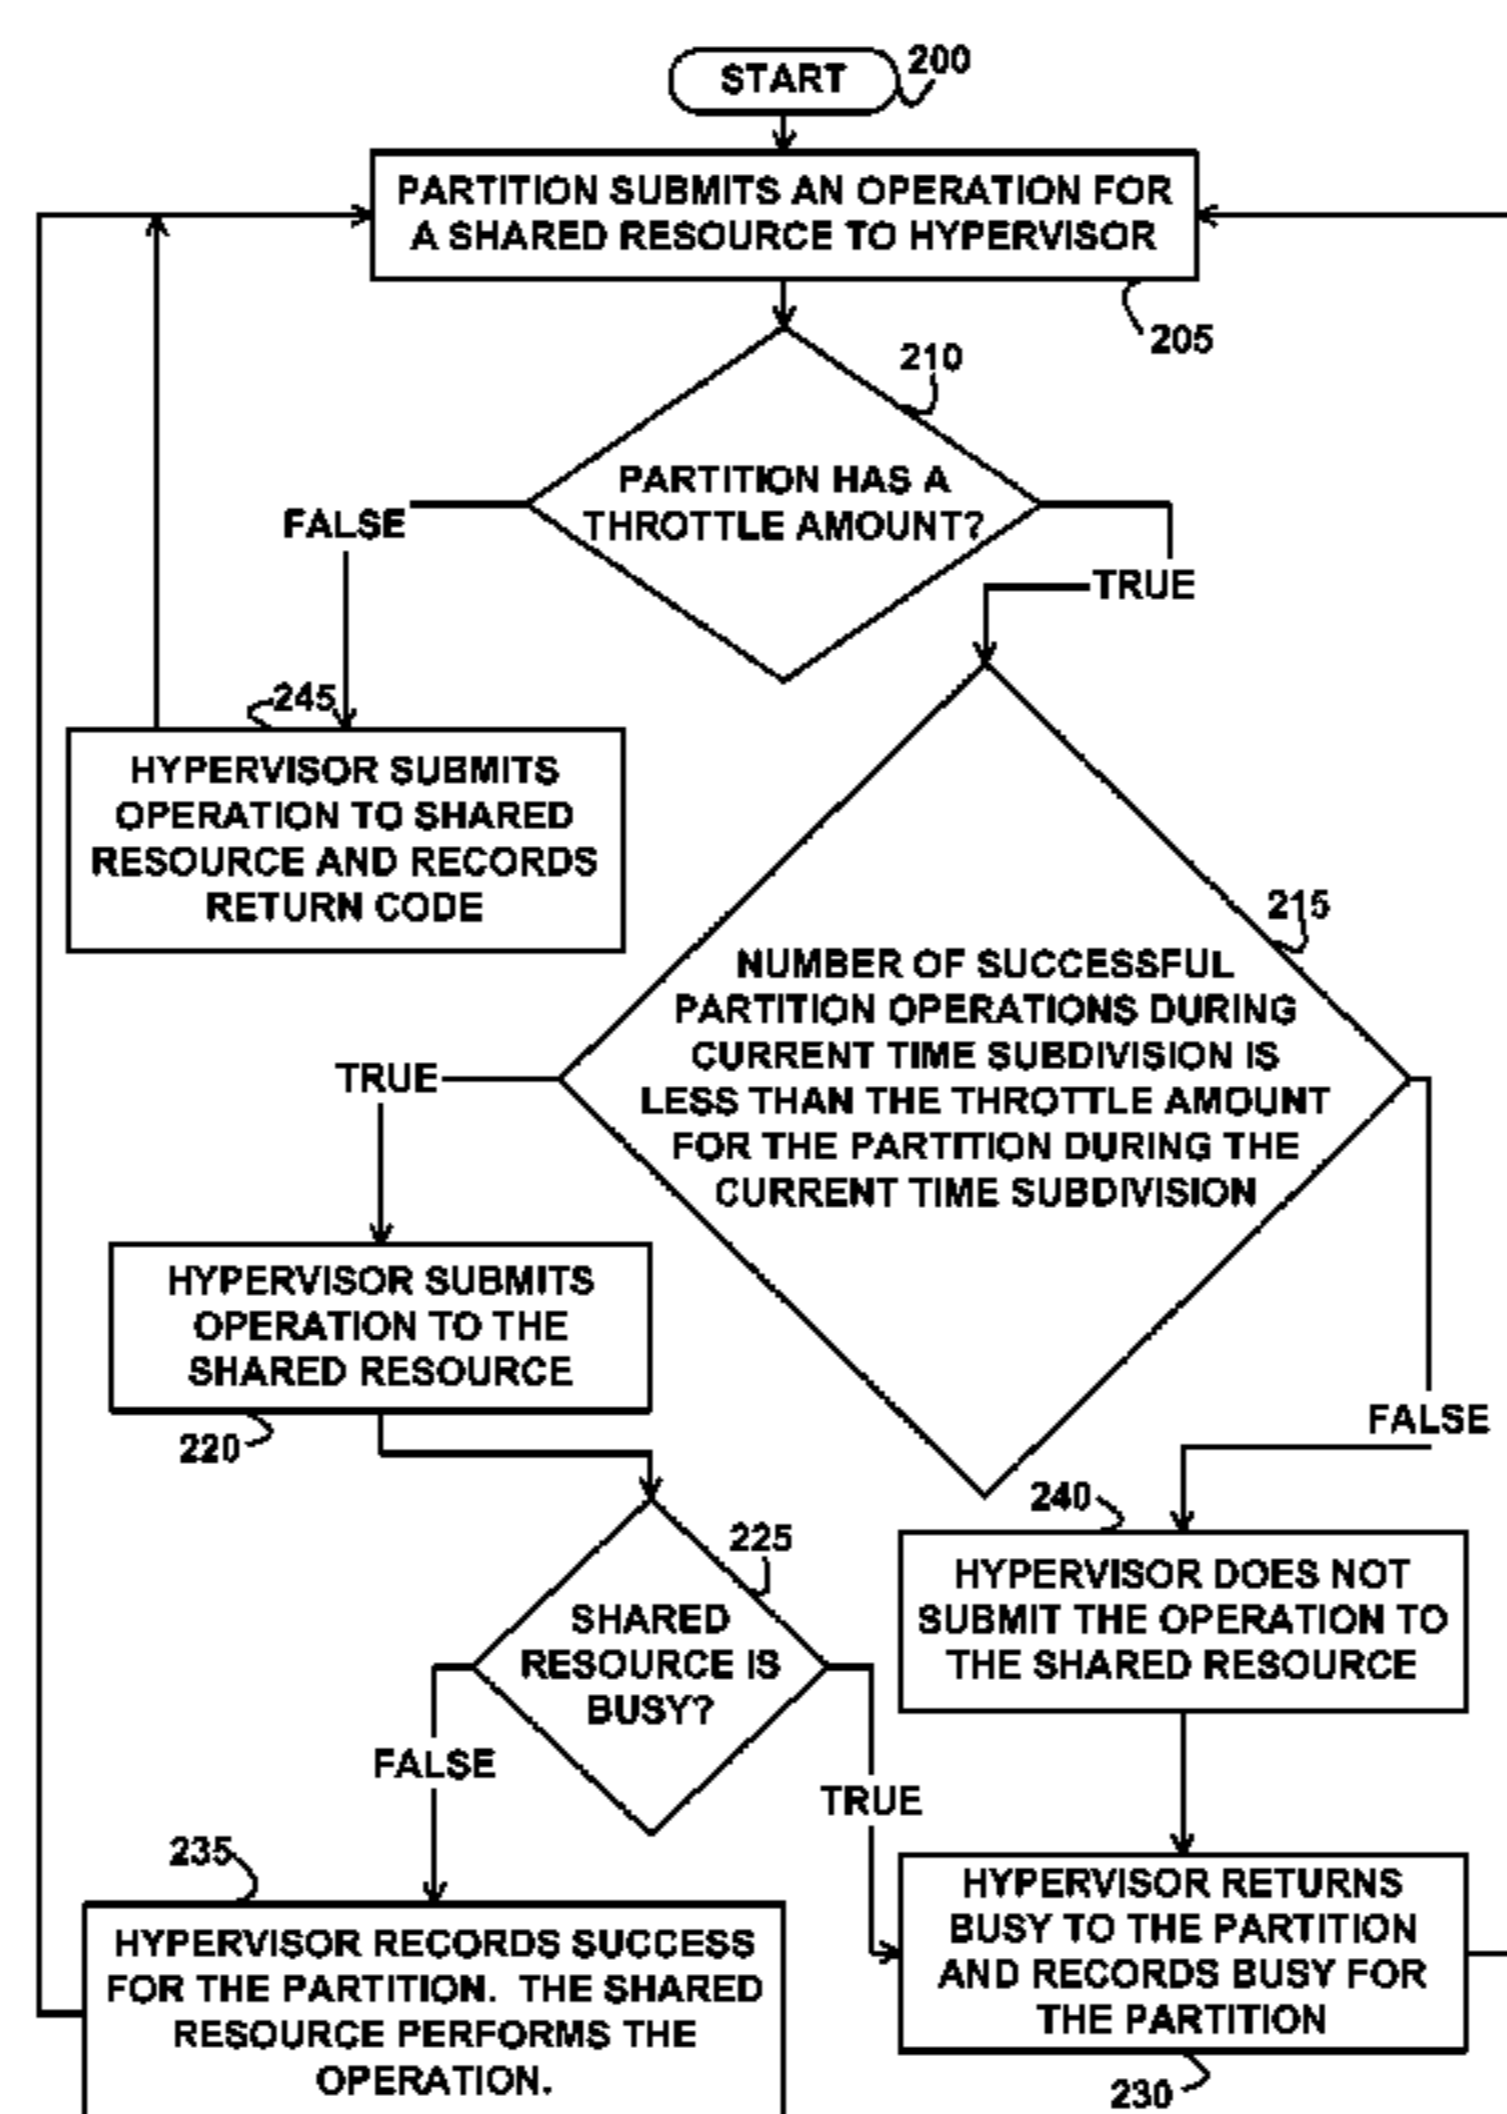 START
200
PARTITION SUBMITS AN OPERATION FOR
A SHARED RESOURCE TO HYPERVISOR
205
210
PARTITION HAS A
THROTTLE AMOUNT?
FALSE
TRUE
245
HYPERVISOR SUBMITS
OPERATION TO SHARED
RESOURCE AND RECORDS
RETURN CODE
215
NUMBER OF SUCCESSFUL
PARTITION OPERATIONS DURING
CURRENT TIME SUBDIVISION IS
LESS THAN THE THROTTLE AMOUNT
FOR THE PARTITION DURING THE
CURRENT TIME SUBDIVISION
TRUE
FALSE
HYPERVISOR SUBMITS
OPERATION TO THE
SHARED RESOURCE
220
225
SHARED
RESOURCE IS
BUSY?
FALSE
TRUE
240
HYPERVISOR DOES NOT
SUBMIT THE OPERATION TO
THE SHARED RESOURCE
235
HYPERVISOR RECORDS SUCCESS
FOR THE PARTITION. THE SHARED
RESOURCE PERFORMS THE
OPERATION.
HYPERVISOR RETURNS
BUSY TO THE PARTITION
AND RECORDS BUSY FOR
THE PARTITION
230